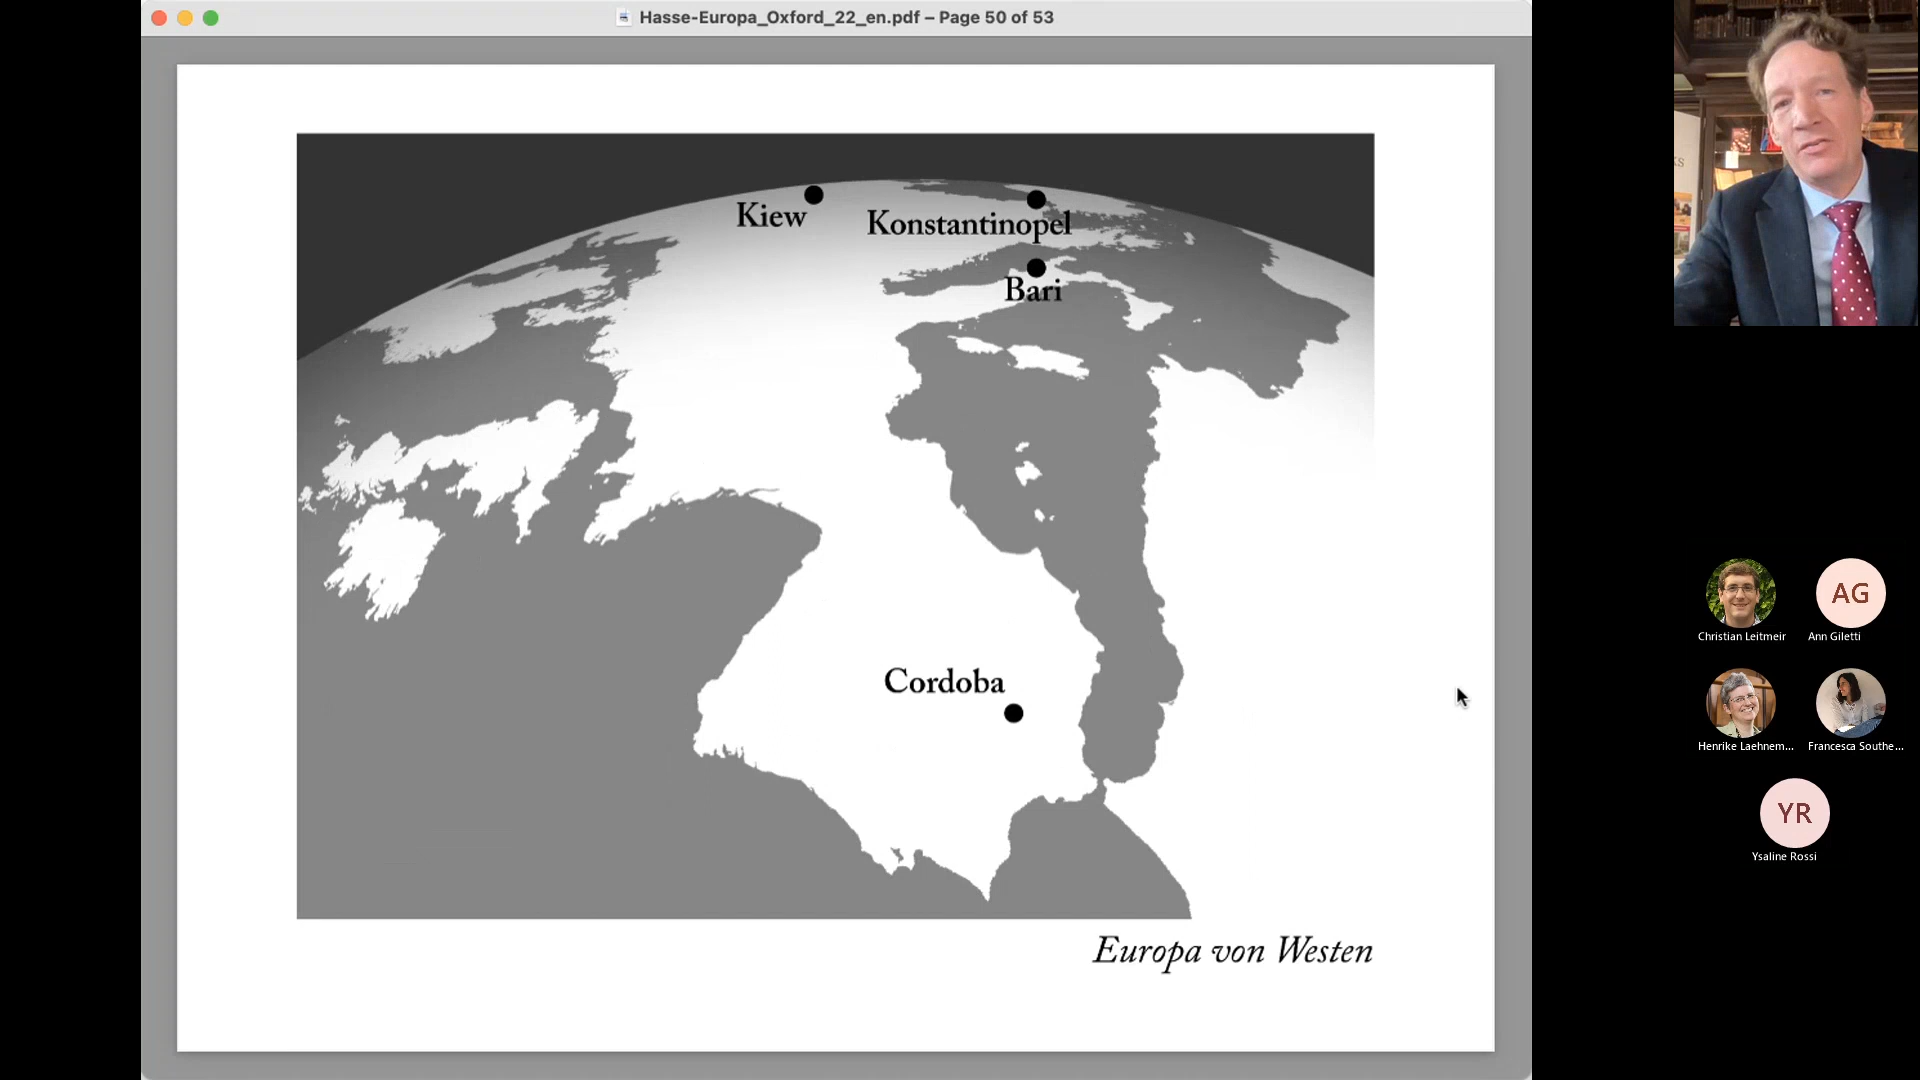 Hasse-Europa_Oxford_22_en.pdf – Page 50 of 53
Kiew
Konstantinopel
Bari
Cordoba
Europa von Westen
AG
Christian Leitmeir
Ann Giletti
Henrike Laehnem...
Francesca Southe...
YR
Ysaline Rossi